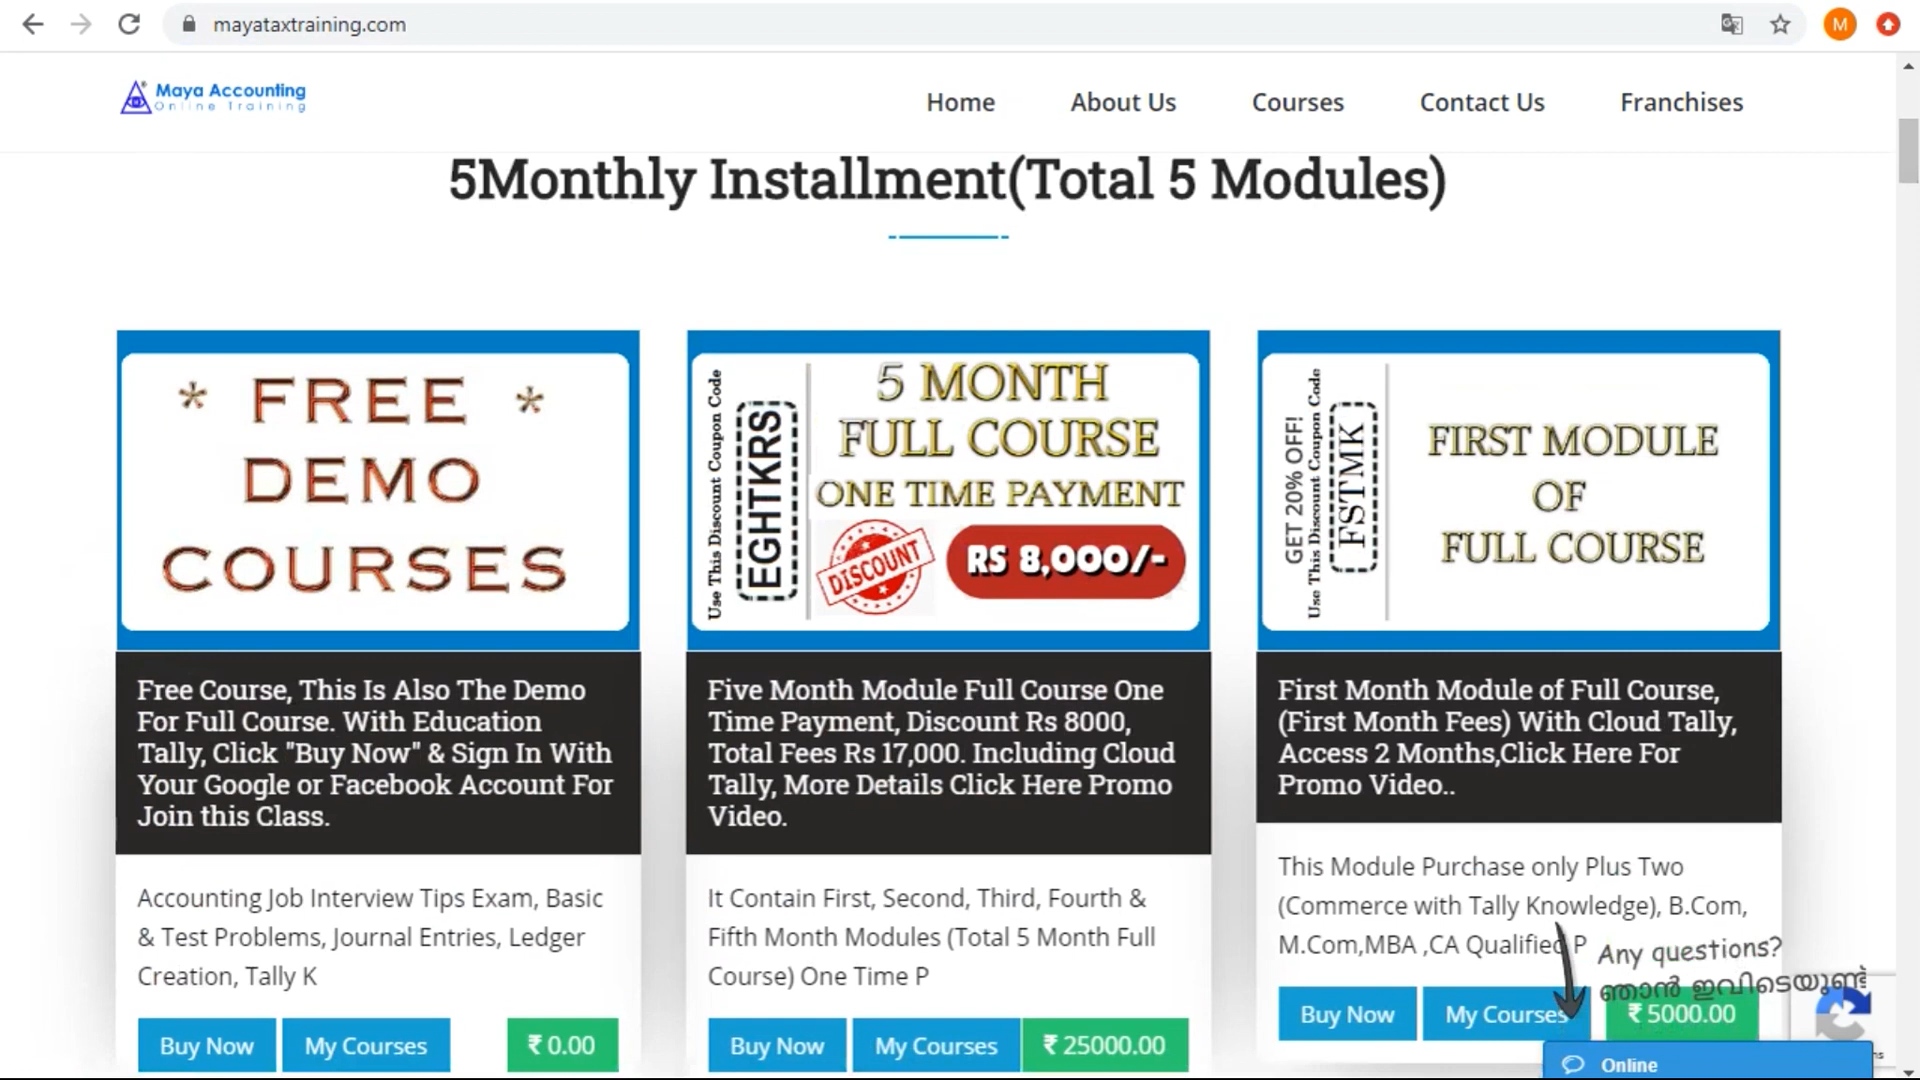 mayataxtraining.com
M
Maya Accounting
Online Training
Home
About Us
Courses
Contact Us
Franchises
5Monthly Installment(Total 5 Modules)
* FREE *
DEMO
COURSES
Free Course, This Is Also The Demo
For Full Course. With Education
Tally, Click "Buy Now" & Sign In With
Your Google or Facebook Account For
Join this Class.
Accounting Job Interview Tips Exam, Basic
& Test Problems, Journal Entries, Ledger
Creation, Tally K
Buy Now
My Courses
₹ 0.00
Use This Discount Coupon Code
EGHTKRS
5 MONTH
FULL COURSE
ONE TIME PAYMENT
DISCOUNT
RS 8,000/-
Five Month Module Full Course One
Time Payment, Discount Rs 8000,
Total Fees Rs 17,000. Including Cloud
Tally, More Details Click Here Promo
Video.
It Contain First, Second, Third, Fourth &
Fifth Month Modules (Total 5 Month Full
Course) One Time P
Buy Now
My Courses
₹ 25000.00
GET 20% OFF!
Use This Discount Coupon Code
FSTMK
FIRST MODULE
OF
FULL COURSE
First Month Module of Full Course,
(First Month Fees) With Cloud Tally,
Access 2 Months,Click Here For
Promo Video..
This Module Purchase only Plus Two
(Commerce with Tally Knowledge), B.Com,
M.Com,MBA ,CA Qualified P
Buy Now
My Courses
₹ 5000.00
Any questions?
ഞാൻ ഇവിടെയുണ്ട്
Online